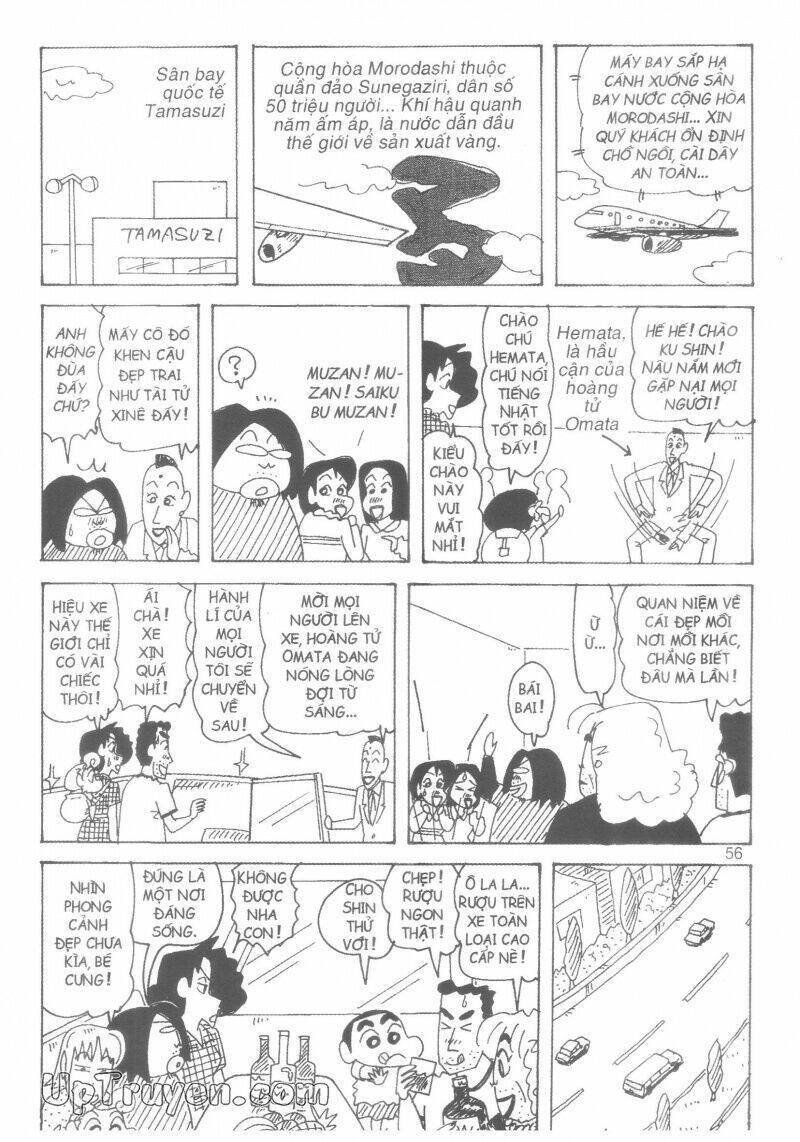 MÁY BAY SẮP HẠ
CÁNH XUỐNG SÂN
BAY NƯỚC CỘNG HÒA
MORODASHI... XIN
QUÝ KHÁCH ỔN ĐỊNH
CHỖ NGỒI, CÀI DÂY
AN TOÀN...
Cộng hòa Morodashi thuộc
quần đảo Sunegaziri, dân số
50 triệu người... Khí hậu quanh
năm ấm áp, là nước dẫn đầu
thế giới về sản xuất vàng.
Sân bay
quốc tế
Tamasuzi
TAMASUZI
HẾ HẾ! CHÀO
KU SHIN!
NÂU NẮM MỚI
GẶP NẠI MỌI
NGƯỜI!
Hemata,
là hầu
cận của
hoàng
tử
Omata
CHÀO
CHÚ
HEMATA,
CHÚ NÓI
TIẾNG
NHẬT
TỐT RỒI
ĐẤY!
KIỂU
CHÀO
NÀY
VUI
MẮT
NHỈ!
MUZAN! MU-
ZAN! SAIKU
BU MUZAN!
?
MẤY CÔ ĐÓ
KHEN CẬU
ĐẸP TRAI
NHƯ TÀI TỬ
XINÊ ĐẤY!
ANH
KHÔNG
ĐÙA
ĐẤY
CHỨ?
QUAN NIỆM VỀ
CÁI ĐẸP MỖI
NƠI MỖI KHÁC,
CHẲNG BIẾT
ĐÂU MÀ LẦN!
Ừ
Ừ...
BÁI
BAI!
MỜI MỌI
NGƯỜI LÊN
XE, HOÀNG TỬ
OMATA ĐANG
NÓNG LÒNG
ĐỢI TỪ
SÁNG...
HÀNH
LÍ CỦA
MỌI
NGƯỜI
TÔI SẼ
CHUYỂN
VỀ
SAU!
ÁI
CHÀ!
XE
XỊN
QUÁ
NHỈ!
HIỆU XE
NÀY THẾ
GIỚI CHỈ
CÓ VÀI
CHIẾC
THÔI!
56
Ô LA LA...
RƯỢU TRÊN
XE TOÀN
LOẠI CAO
CẤP NÈ!
CHẸP!
RƯỢU
NGON
THẬT!
CHO
SHIN
THỬ
VỚI!
KHÔNG
ĐƯỢC
NHA
CON!
ĐÚNG LÀ
MỘT NƠI
ĐÁNG
SỐNG.
NHÌN
PHONG
CẢNH
ĐẸP CHƯA
KÌA, BÉ
CƯNG!
UpTruyen.com